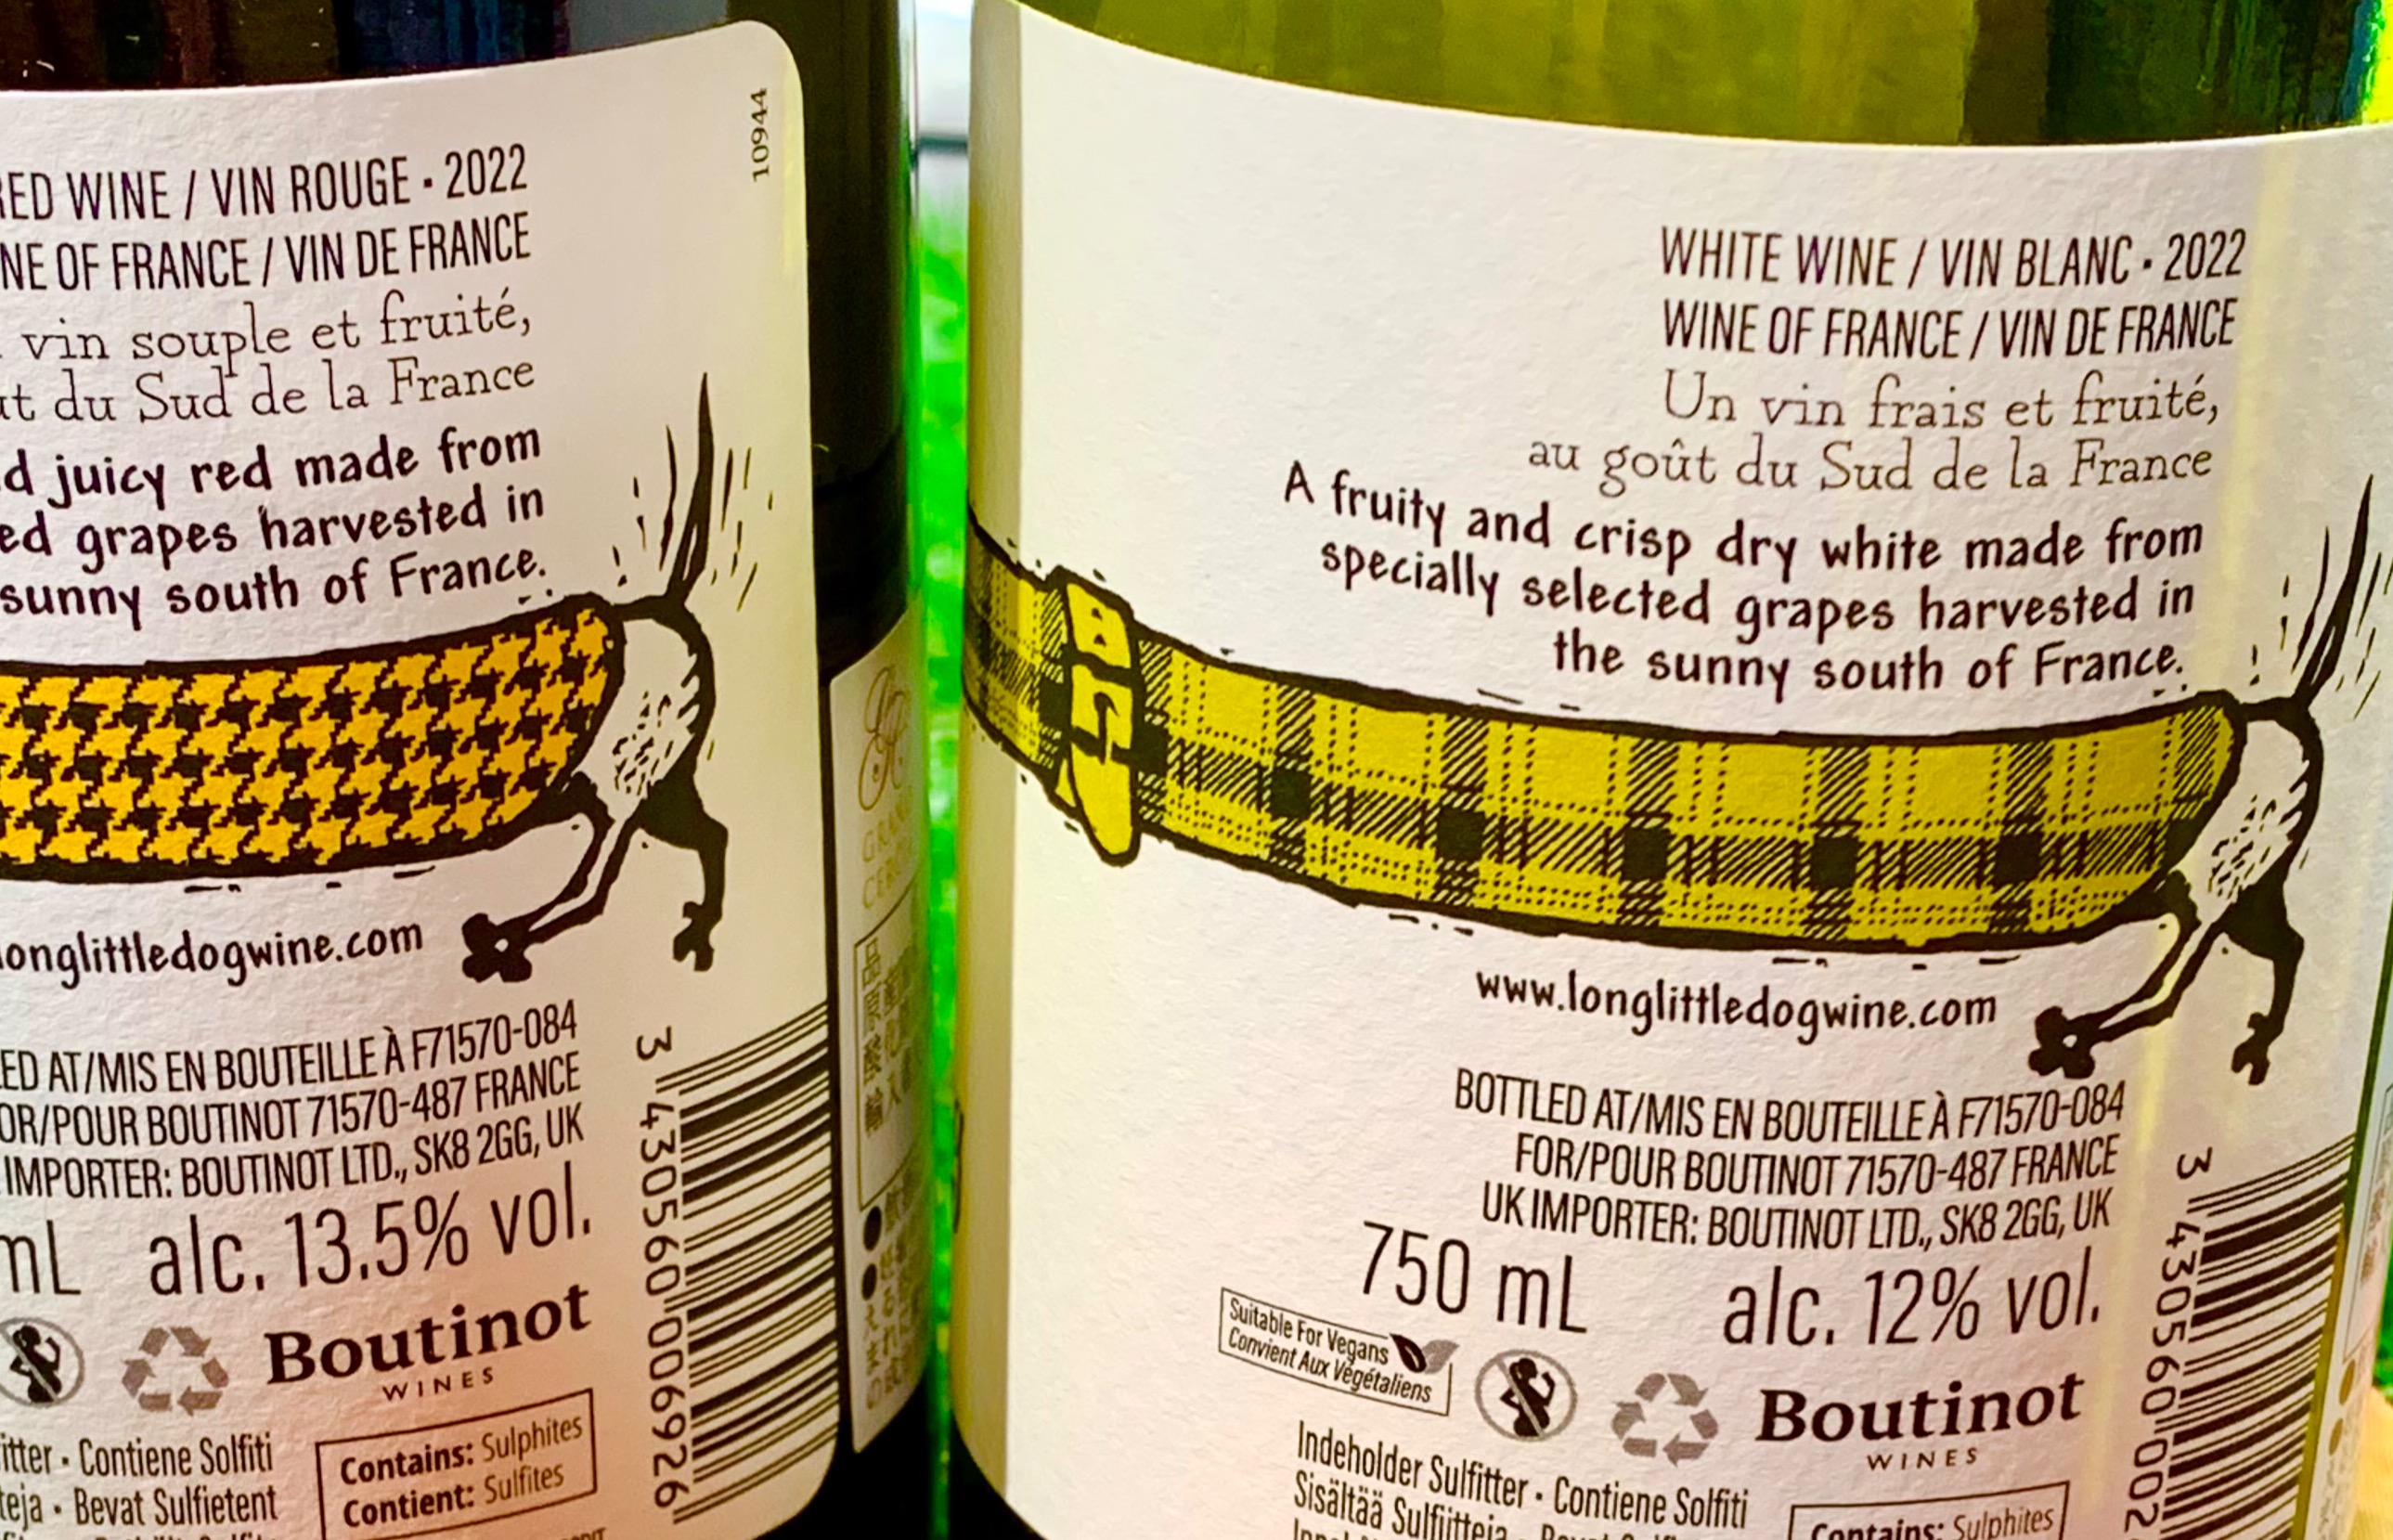 10944
RED WINE / VIN ROUGE • 2022
WINE OF FRANCE / VIN DE FRANCE
vin souple et fruité,
du Sud de la France
juicy red made from
grapes harvested in
sunny south of France.
longlittledogwine.com
AT/MIS EN BOUTEILLE À F71570-084
FOR/POUR BOUTINOT 71570-487 FRANCE
IMPORTER: BOUTINOT LTD., SK8 2GG, UK
mL alc. 13.5% vol.
Boutinot
WINES
Contiene Solfiti
Bevat Sulfietent
Contains: Sulphites
Contient: Sulfites
3 430560 006926
WHITE WINE / VIN BLANC • 2022
WINE OF FRANCE / VIN DE FRANCE
Un vin frais et fruité,
au goût du Sud de la France
A fruity and crisp dry white made from
specially selected grapes harvested in
the sunny south of France.
www.longlittledogwine.com
BOTTLED AT/MIS EN BOUTEILLE À F71570-084
FOR/POUR BOUTINOT 71570-487 FRANCE
UK IMPORTER: BOUTINOT LTD., SK8 2GG, UK
750 mL alc. 12% vol.
Suitable For Vegans
Convient Aux Végétaliens
Boutinot
WINES
Indeholder Sulfitter • Contiene Solfiti
Sisältää Sulfiitteja
Contains: Sulphites
3 430560 002